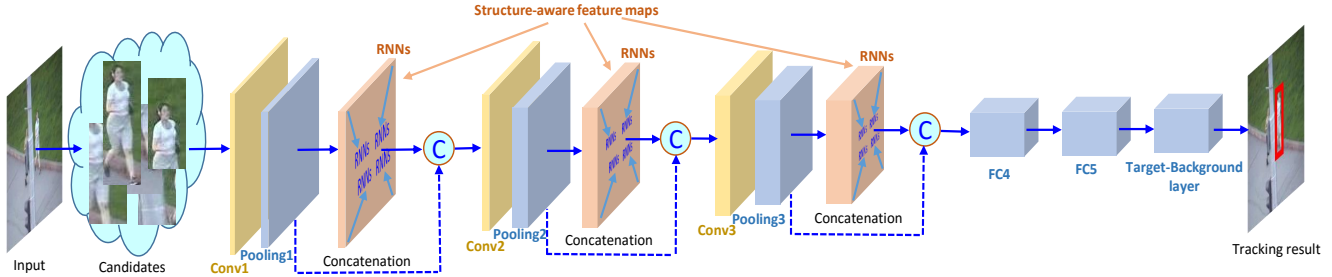 Structure-aware feature maps
RNNs
RNNs
RNNs
RNNs
RNNs
RNNs
RNNs
C
RNNs
RNNs
RNNs
RNNs
C
RNNs
RNNs
RNNs
RNNs
C
Input
Candidates
Conv1
Pooling1
Concatenation
Conv2
Pooling2
Concatenation
Conv3
Pooling3
Concatenation
FC4
FC5
Target-Background
layer
Tracking result